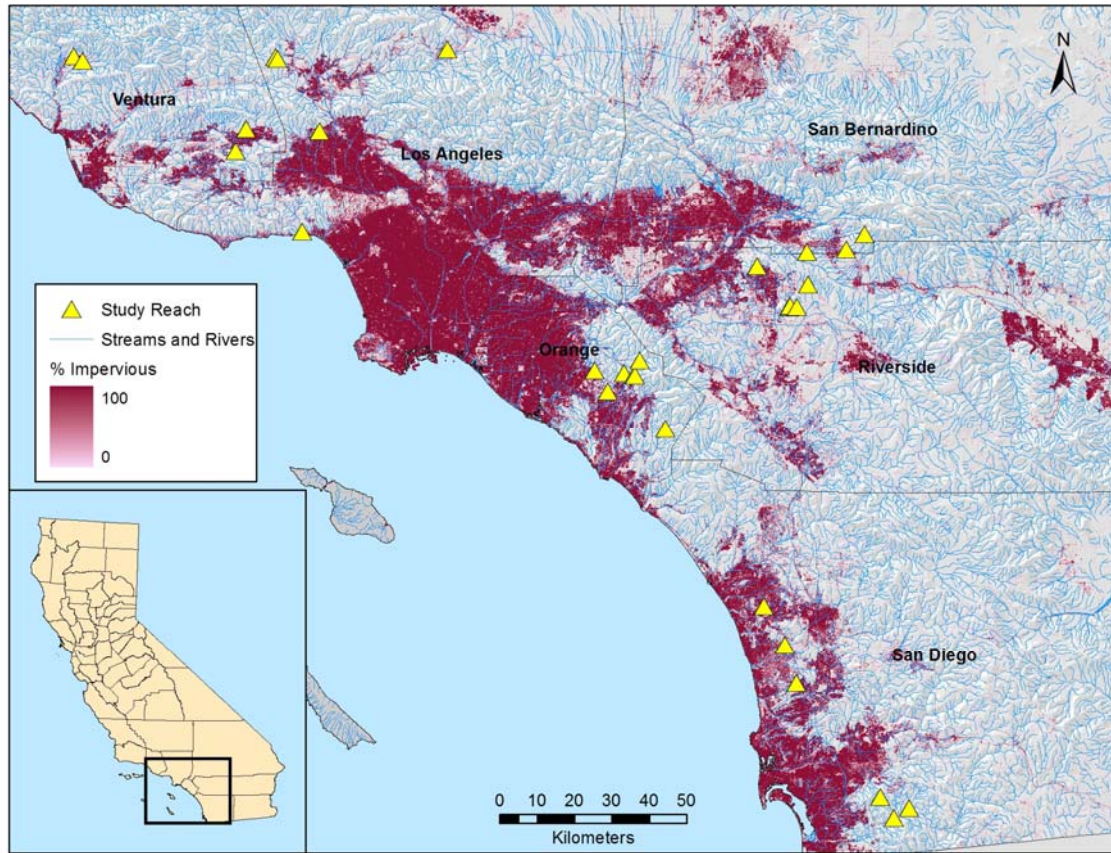 N
Ventura
San Bernardino
Los Angeles
Study Reach
Streams and Rivers
% Impervious
100
0
Orange
Riverside
San Diego
0 10 20 30 40 50
Kilometers